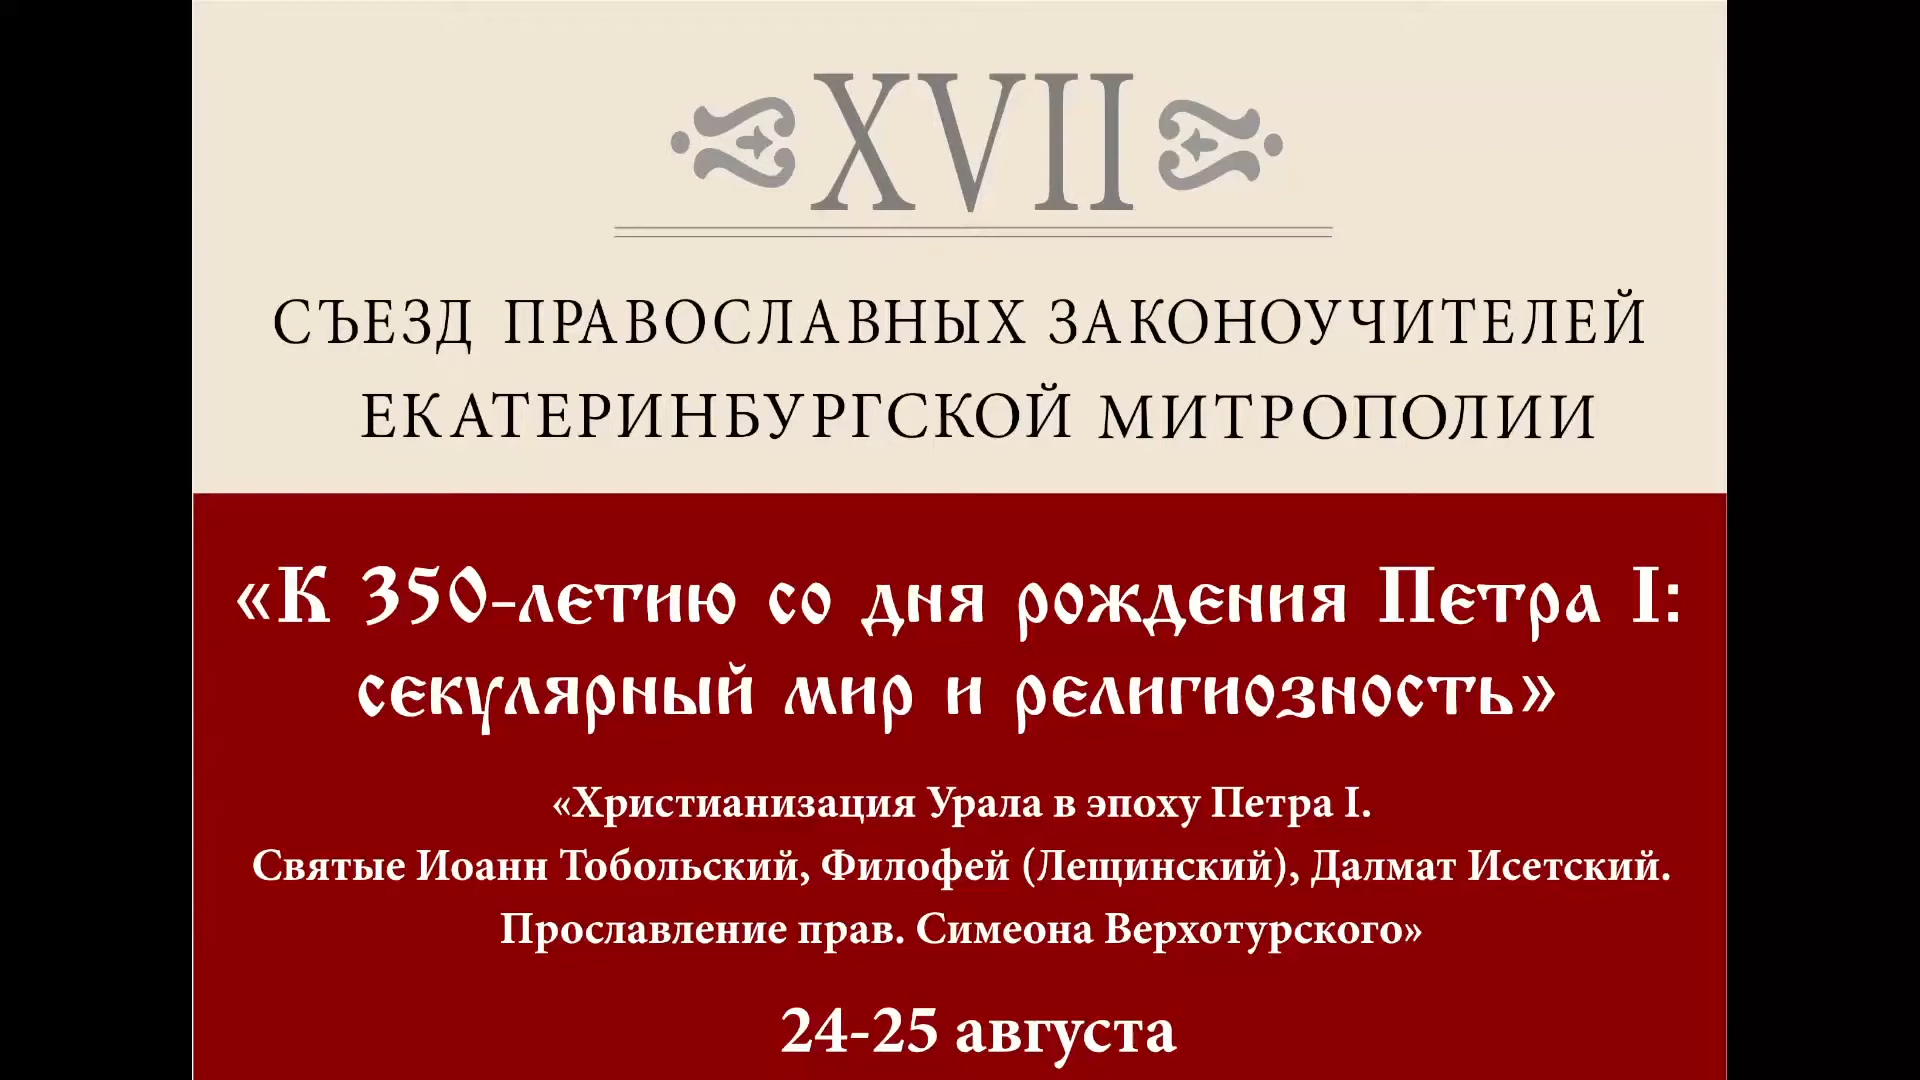 XVII
СЪЕЗД ПРАВОСЛАВНЫХ ЗАКОНОУЧИТЕЛЕЙ
ЕКАТЕРИНБУРГСКОЙ МИТРОПОЛИИ
«К 350-летию со дня рождения Петра I:
секулярный мир и религиозность»
«Христианизация Урала в эпоху Петра I.
Святые Иоанн Тобольский, Филофей (Лещинский), Далмат Исетский.
Прославление прав. Симеона Верхотурского»
24-25 августа